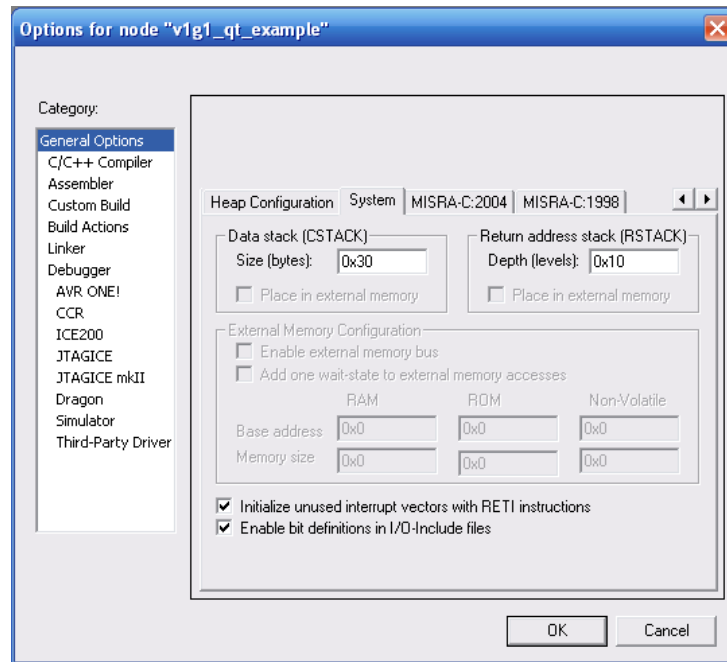 Options for node "v1g1_qt_example"
Category:
General Options
C/C++ Compiler
Assembler
Custom Build
Build Actions
Linker
Debugger
AVR ONE!
CCR
ICE200
JTAGICE
JTAGICE mkII
Dragon
Simulator
Third-Party Driver
Heap Configuration System MISRA-C:2004 MISRA-C:1998
Data stack (CSTACK)
Size (bytes): 0x30
Place in external memory
Return address stack (RSTACK)
Depth (levels): 0x10
Place in external memory
External Memory Configuration
Enable external memory bus
Add one wait-state to external memory accesses
RAM ROM Non-Volatile
Base address 0x0 0x0 0x0
Memory size 0x0 0x0 0x0
Initialize unused interrupt vectors with RETI instructions
Enable bit definitions in I/O-Include files
OK Cancel